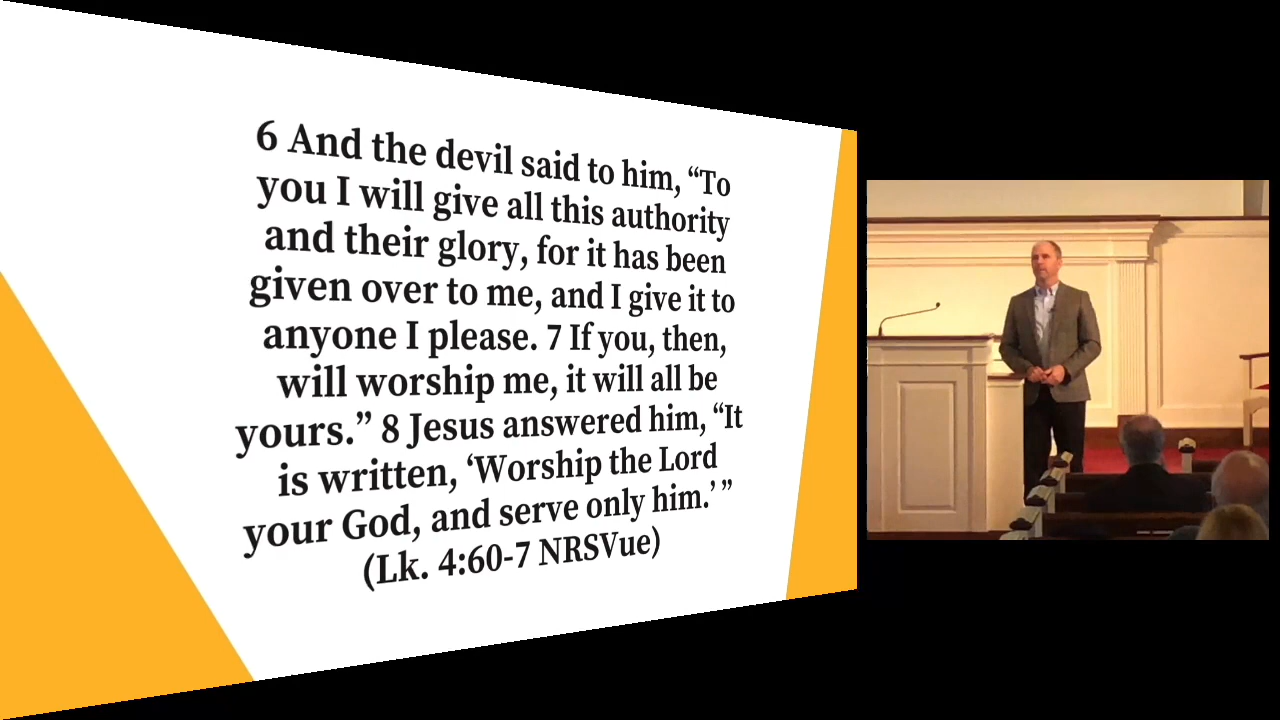 6 And the devil said to him, “To
you I will give all this authority
and their glory, for it has been
given over to me, and I give it to
anyone I please. 7 If you, then,
will worship me, it will all be
yours.” 8 Jesus answered him, “It
is written, ‘Worship the Lord
your God, and serve only him.’ ”
(Lk. 4:60-7 NRSVue)